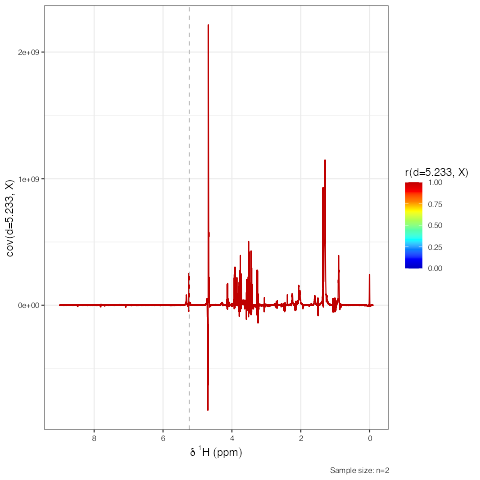 2e+09
1e+09
0e+00
cov(d=5.233, X)
8 6 4 2 0
δ ¹H (ppm)
r(d=5.233, X)
1.00
0.75
0.50
0.25
0.00
Sample size: n=2